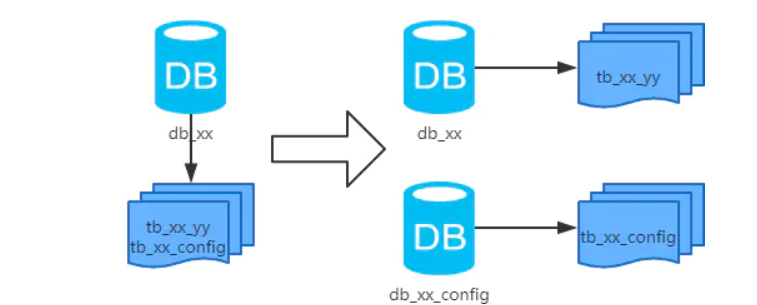 DB
db_xx
tb_xx_yy
tb_xx_config
DB
db_xx
tb_xx_yy
DB
db_xx_config
tb_xx_config